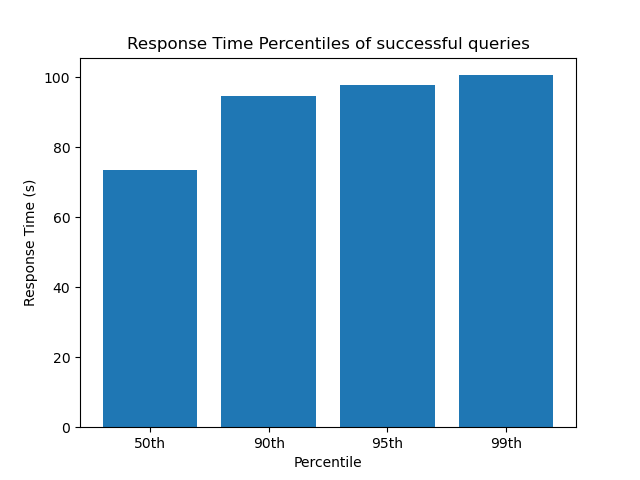 Response Time Percentiles of successful queries
100
80
60
40
20
0
Response Time (s)
50th 90th 95th 99th
Percentile